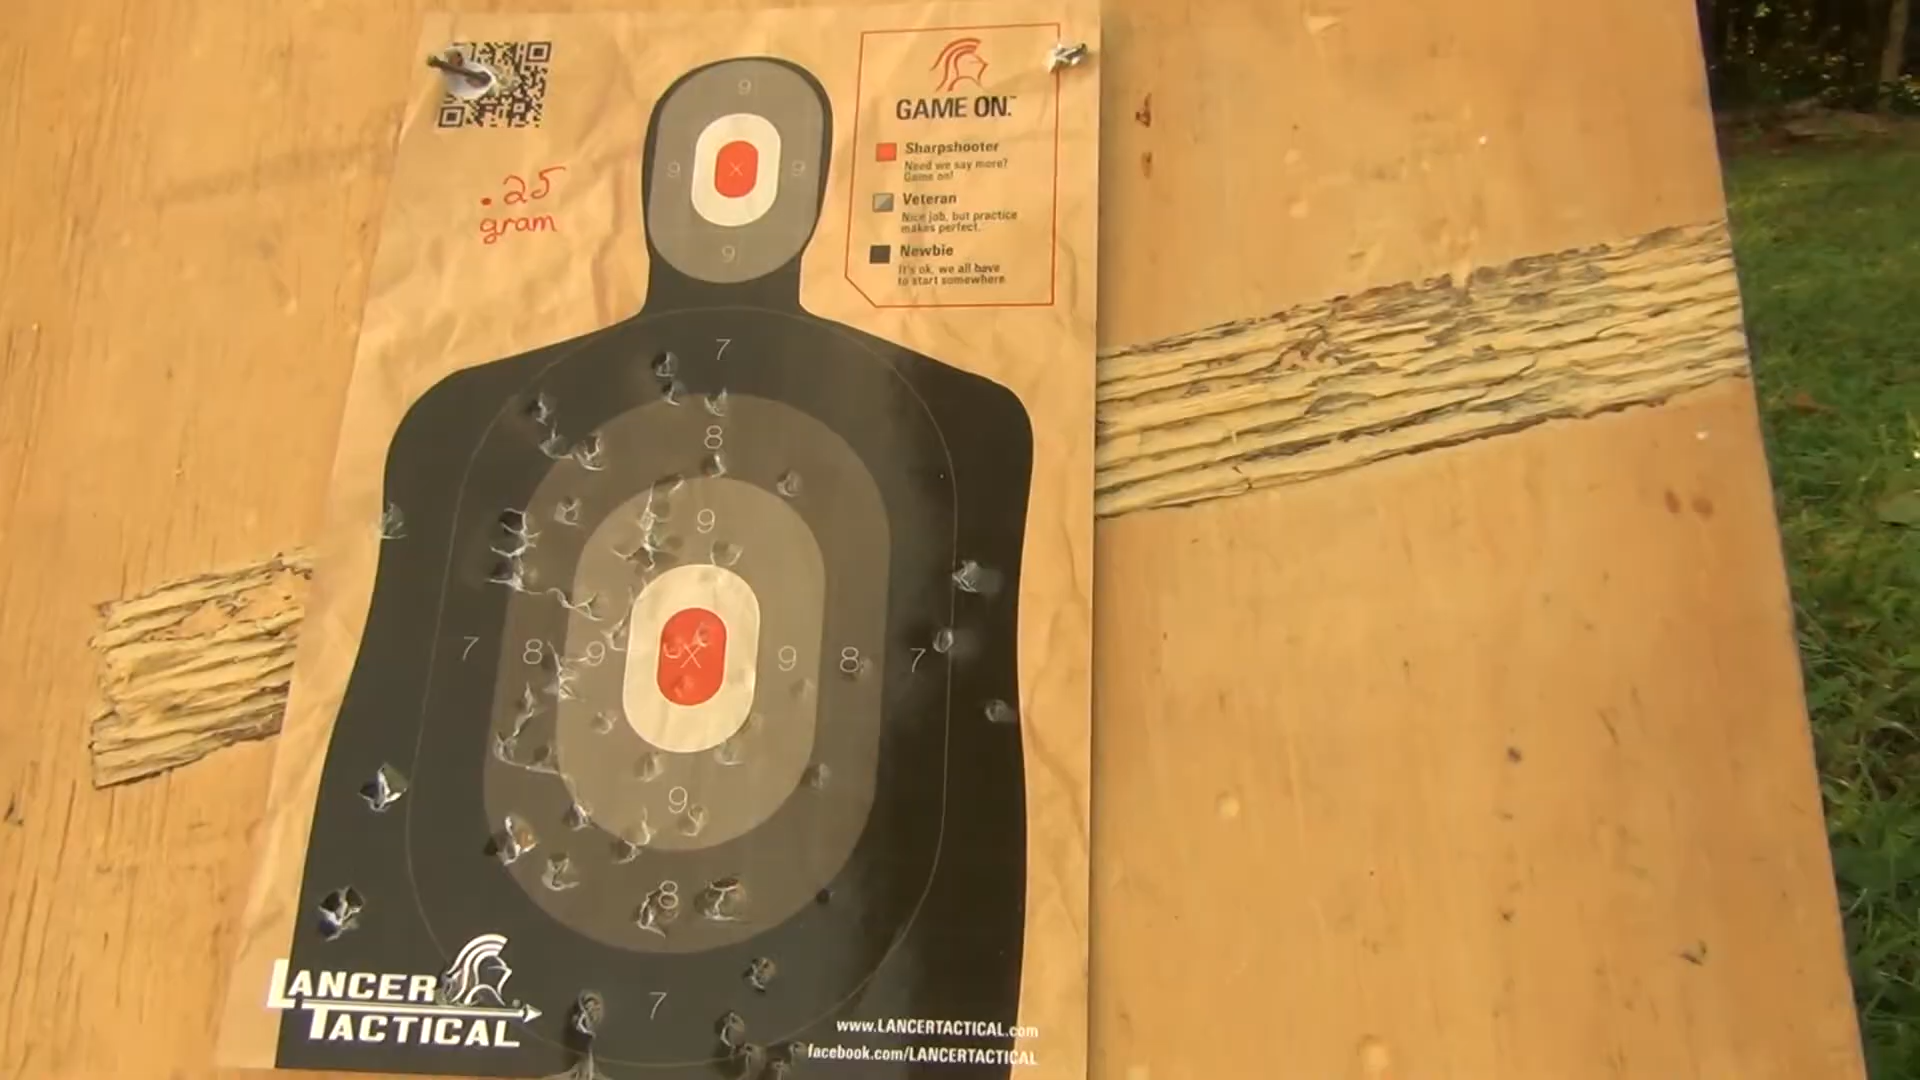 .25
gram
GAME ON.™
Sharpshooter
Need we say more?
Game on!
Veteran
Nice job, but practice
makes perfect.
Newbie
It's ok, we all have
to start somewhere
9
9 X 9
9
7
8
9
7 8 9 X 9 8 7
9
8
7
LANCER
TACTICAL
www.LANCERTACTICAL.com
facebook.com/LANCERTACTICAL